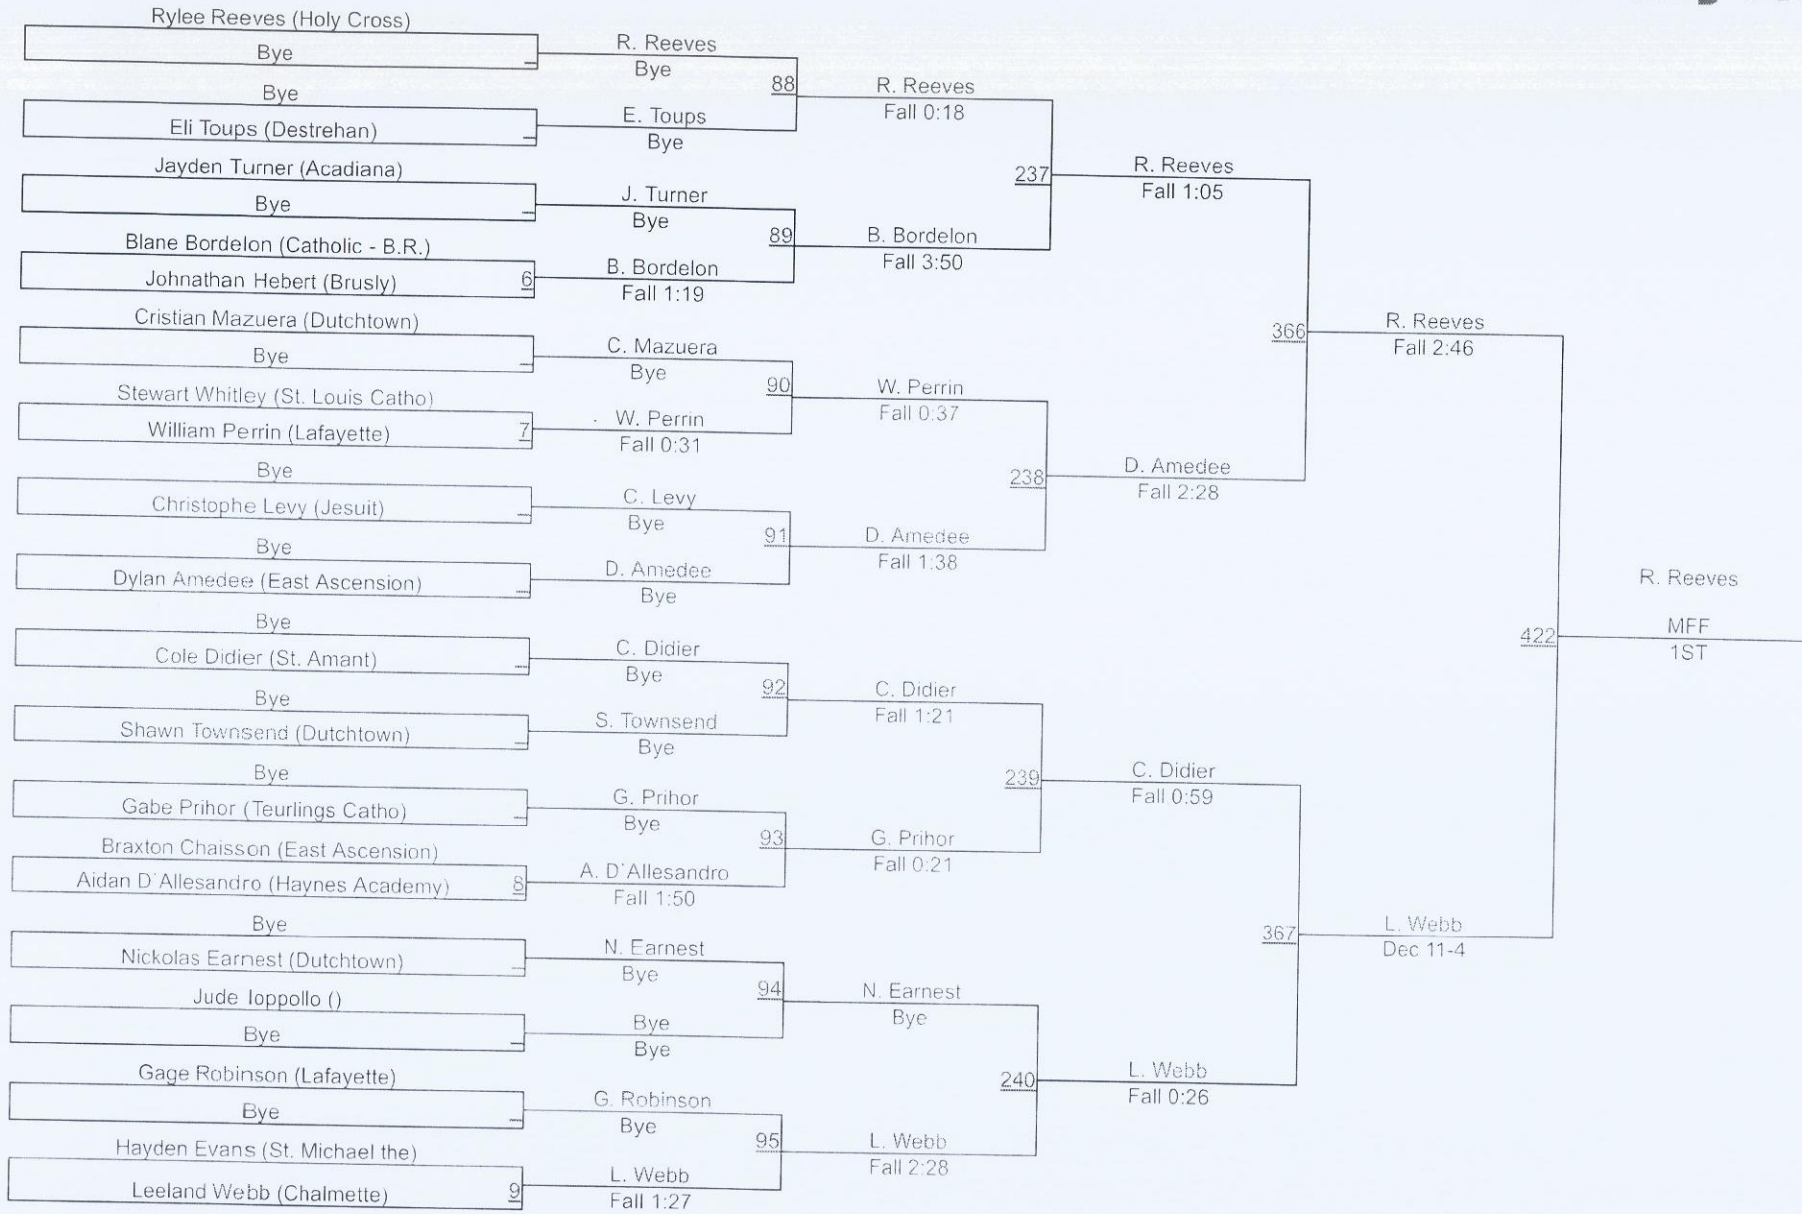 Rylee Reeves (Holy Cross)
Bye
Bye
Eli Toups (Destrehan)
Jayden Turner (Acadiana)
Bye
Blane Bordelon (Catholic - B.R.)
Johnathan Hebert (Brusly) 6
Cristian Mazuera (Dutchtown)
Bye
Stewart Whitley (St. Louis Catho)
William Perrin (Lafayette) 7
Bye
Christophe Levy (Jesuit)
Bye
Dylan Amedee (East Ascension)
Bye
Cole Didier (St. Amant)
Bye
Shawn Townsend (Dutchtown)
Bye
Gabe Prihor (Teurlings Catho)
Braxton Chaisson (East Ascension)
Aidan D`Allesandro (Haynes Academy) 8
Bye
Nickolas Earnest (Dutchtown)
Jude Ioppollo ()
Bye
Gage Robinson (Lafayette)
Bye
Hayden Evans (St. Michael the)
Leeland Webb (Chalmette) 9
R. Reeves
Bye
88
E. Toups
Bye
J. Turner
Bye
89
B. Bordelon
Fall 1:19
C. Mazuera
Bye
90
W. Perrin
Fall 0:31
C. Levy
Bye
91
D. Amedee
Bye
C. Didier
Bye
92
S. Townsend
Bye
G. Prihor
Bye
93
A. D`Allesandro
Fall 1:50
N. Earnest
Bye
94
Bye
Bye
G. Robinson
Bye
95
L. Webb
Fall 1:27
R. Reeves
Fall 0:18
237
B. Bordelon
Fall 3:50
W. Perrin
Fall 0:37
238
D. Amedee
Fall 1:38
C. Didier
Fall 1:21
239
G. Prihor
Fall 0:21
N. Earnest
Bye
240
L. Webb
Fall 2:28
R. Reeves
Fall 1:05
366
D. Amedee
Fall 2:28
C. Didier
Fall 0:59
367
L. Webb
Fall 0:26
R. Reeves
Fall 2:46
422
L. Webb
Dec 11-4
R. Reeves
MFF
1ST